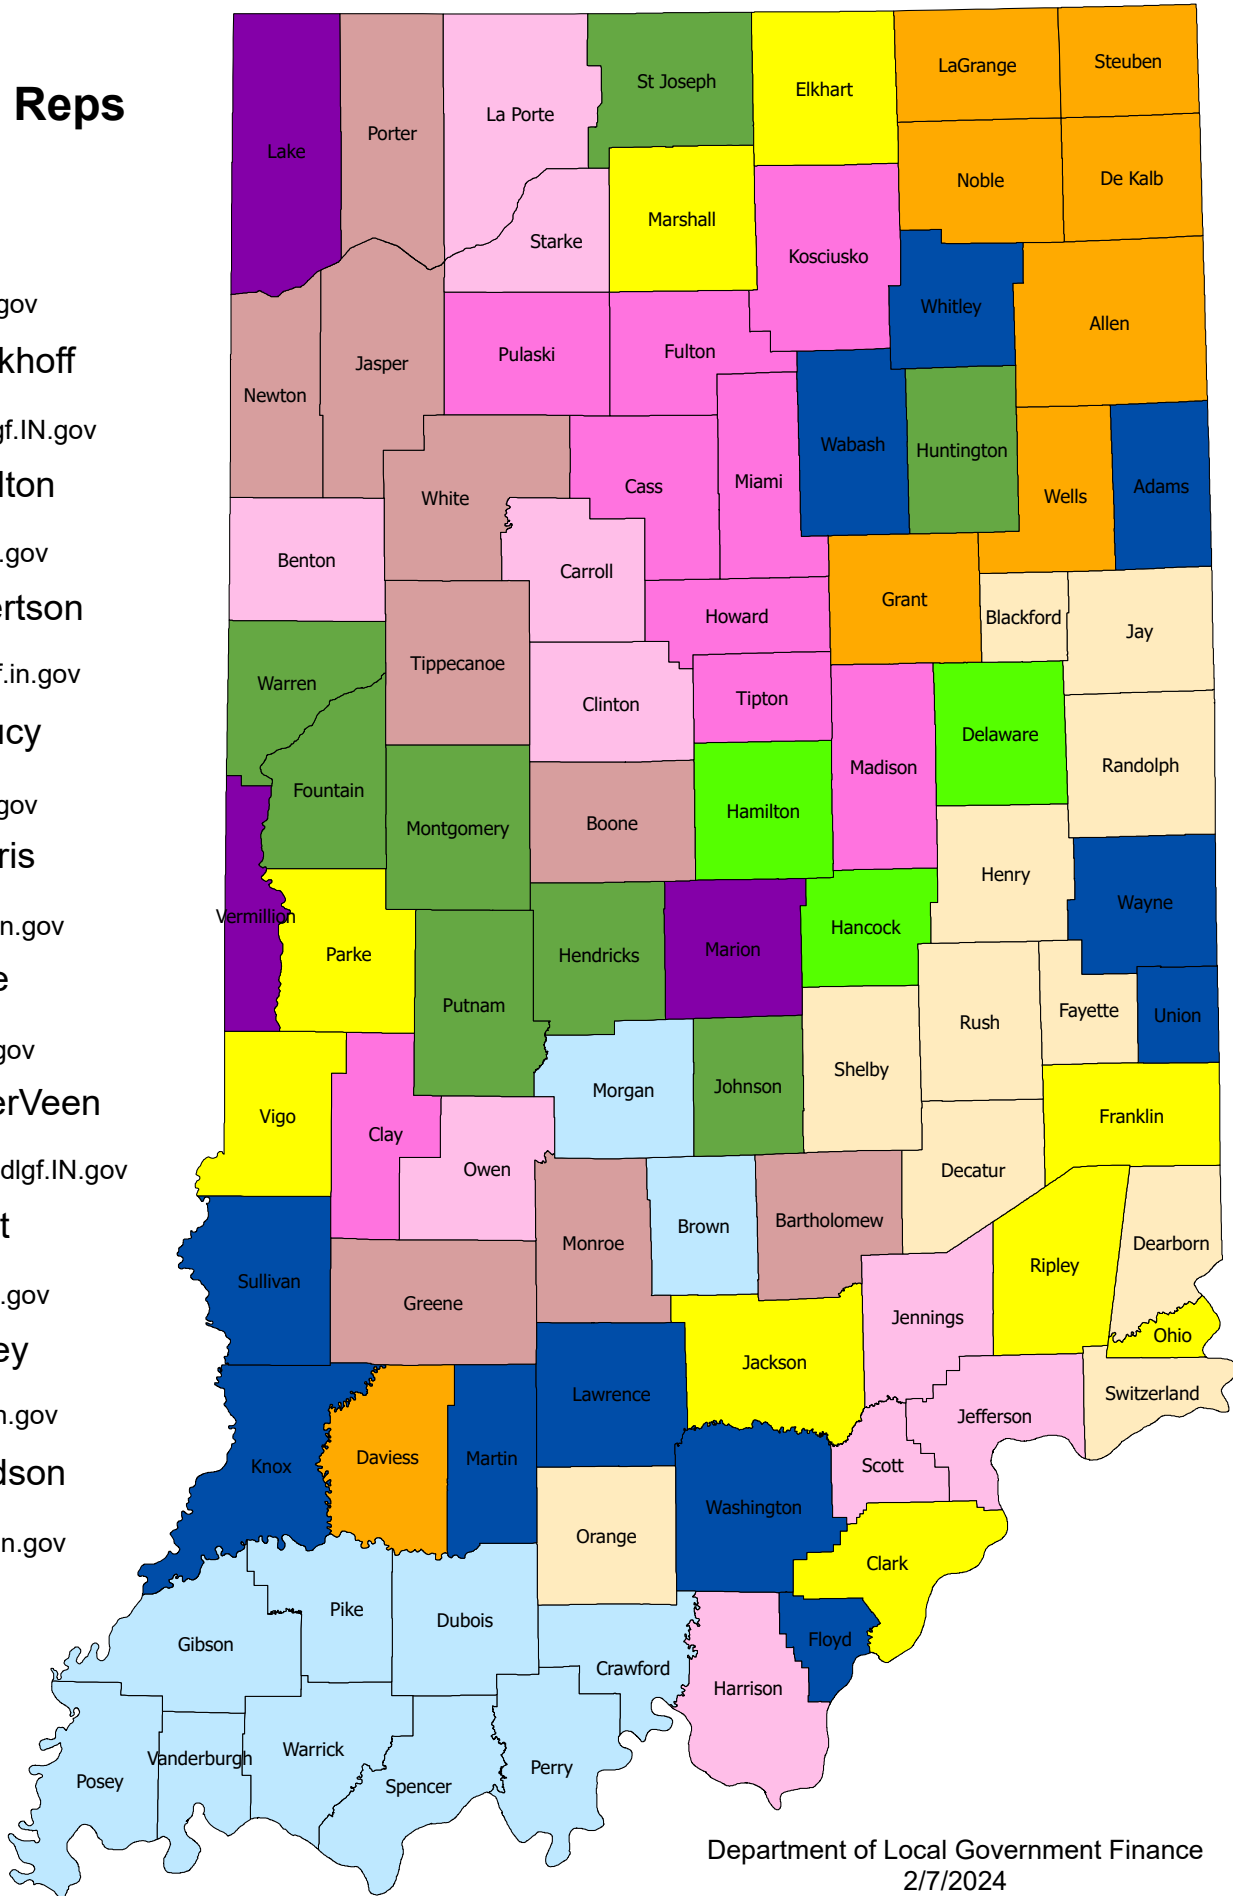 Reps
gov
khoff
gf.IN.gov
lton
.gov
ertson
f.in.gov
ucy
gov
ris
n.gov
e
gov
erVeen
dlgf.IN.gov
t
.gov
ey
n.gov
dson
n.gov
Lake
Porter
La Porte
St Joseph
Elkhart
LaGrange
Steuben
Noble
De Kalb
Starke
Marshall
Kosciusko
Whitley
Allen
Newton
Jasper
Pulaski
Fulton
Wabash
Huntington
Wells
Adams
White
Cass
Miami
Benton
Carroll
Howard
Grant
Blackford
Jay
Warren
Tippecanoe
Clinton
Tipton
Madison
Delaware
Randolph
Fountain
Montgomery
Boone
Hamilton
Henry
Wayne
Vermillion
Parke
Putnam
Hendricks
Marion
Hancock
Shelby
Rush
Fayette
Union
Vigo
Clay
Owen
Morgan
Johnson
Decatur
Franklin
Sullivan
Greene
Monroe
Brown
Bartholomew
Jennings
Ripley
Dearborn
Ohio
Switzerland
Knox
Daviess
Martin
Lawrence
Jackson
Jefferson
Scott
Orange
Washington
Clark
Gibson
Pike
Dubois
Crawford
Harrison
Floyd
Posey
Vanderburgh
Warrick
Spencer
Perry
Department of Local Government Finance
2/7/2024